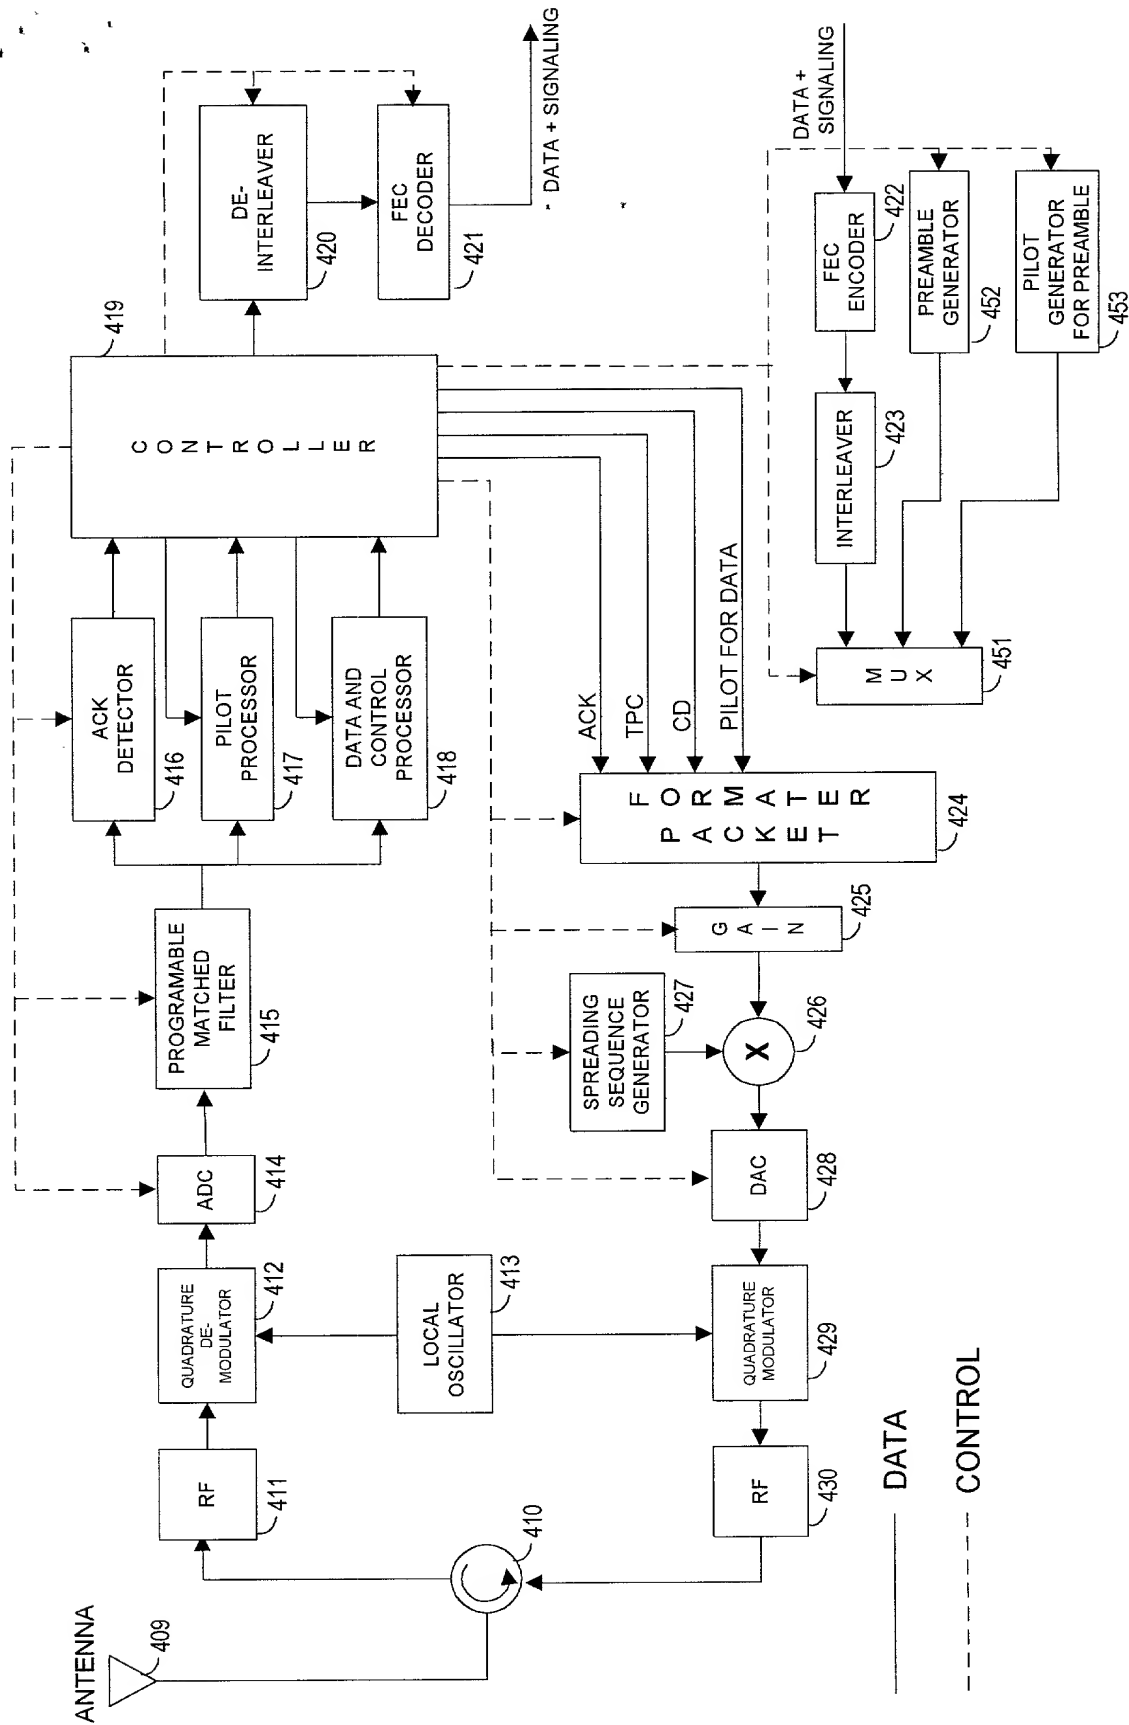 ANTENNA
409
410
RF
411
QUADRATURE
DE-
MODULATOR
412
LOCAL
OSCILLATOR
413
ADC
414
PROGRAMABLE
MATCHED
FILTER
415
ACK
DETECTOR
416
PILOT
PROCESSOR
417
DATA AND
CONTROL
PROCESSOR
418
CONTROLLER
419
DE-
INTERLEAVER
420
FEC
DECODER
421
DATA + SIGNALING
RF
430
QUADRATURE
MODULATOR
429
DAC
428
SPREADING
SEQUENCE
GENERATOR
427
X
426
GAIN
425
PACKET
FORMATER
424
ACK
TPC
CD
PILOT FOR DATA
MUX
451
INTERLEAVER
423
FEC
ENCODER
422
DATA +
SIGNALING
PREAMBLE
GENERATOR
452
PILOT
GENERATOR
FOR PREAMBLE
453
DATA
CONTROL